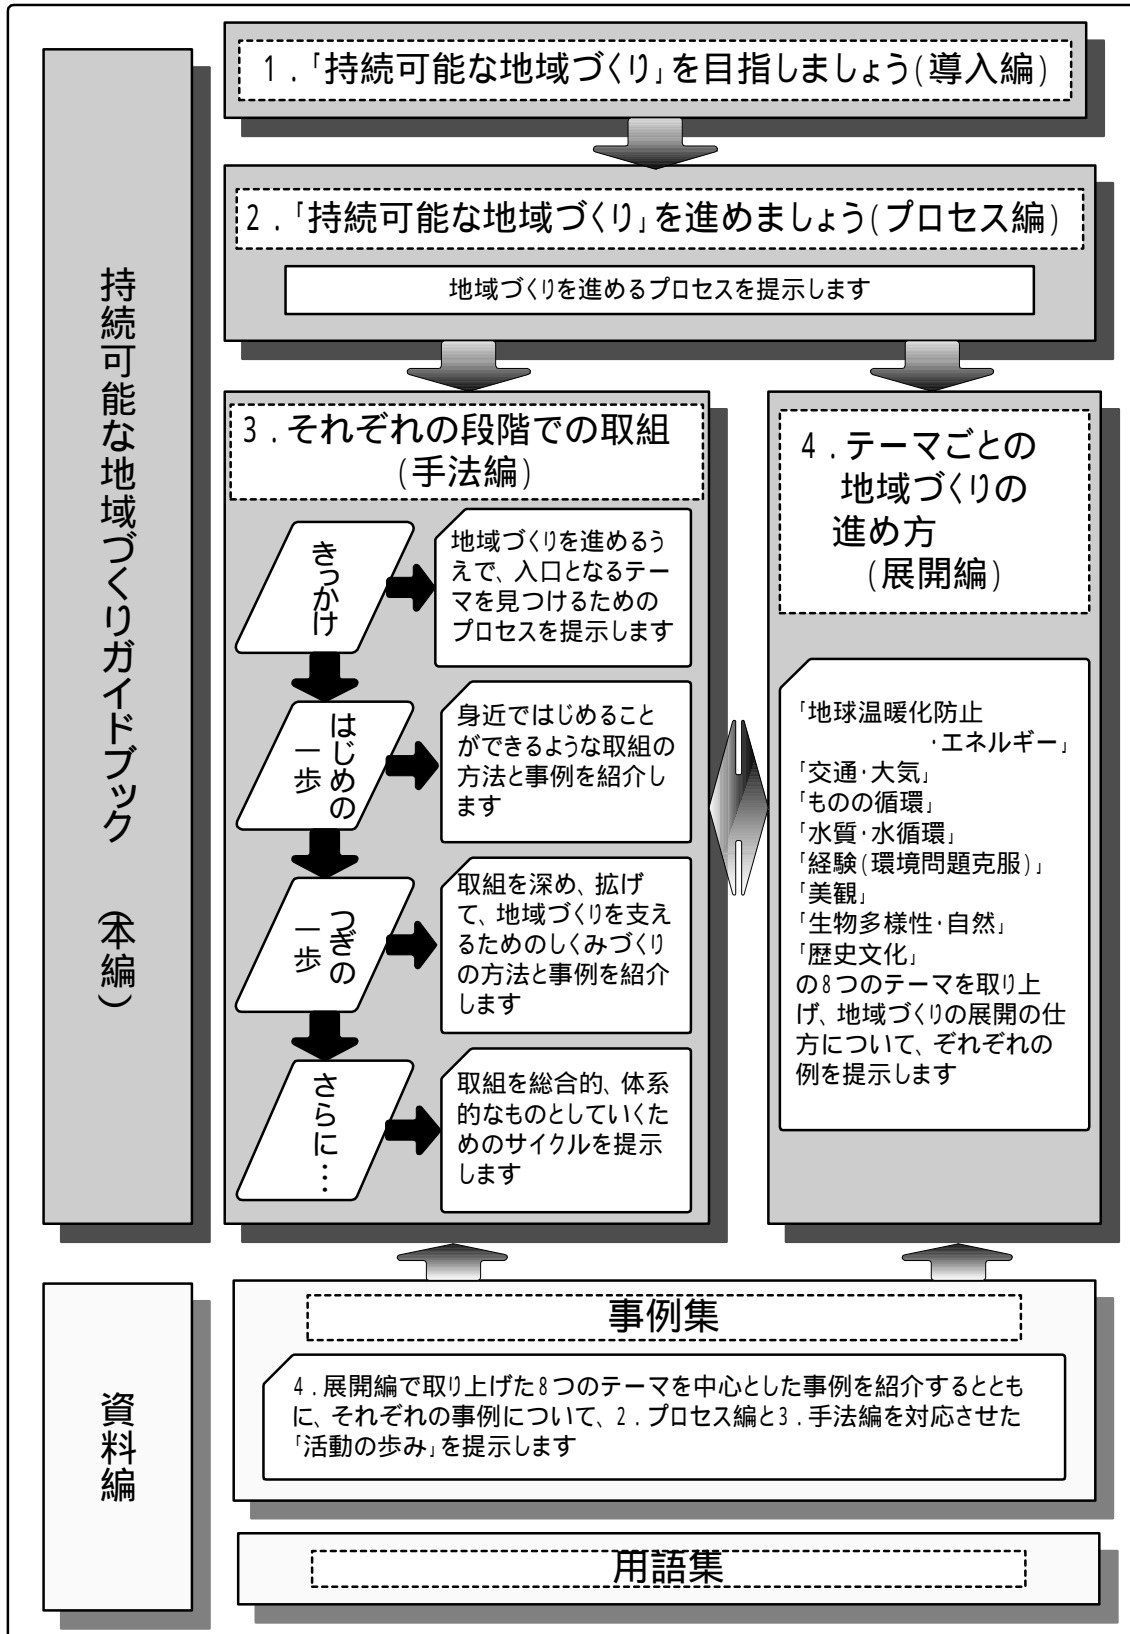 持続可能な地域づくりガイドブック (本編)
1．「持続可能な地域づくり」を目指しましょう(導入編)
2．「持続可能な地域づくり」を進めましょう(プロセス編)
地域づくりを進めるプロセスを提示します
3．それぞれの段階での取組
(手法編)
きっかけ
地域づくりを進めるう
えで、入口となるテー
マを見つけるための
プロセスを提示します
はじめの
一歩
身近ではじめること
ができるような取組の
方法と事例を紹介し
ます
つぎの
一歩
取組を深め、拡げ
て、地域づくりを支え
るためのしくみづくり
の方法と事例を紹介
します
さらに…
取組を総合的、体系
的なものとしていくた
めのサイクルを提示
します
4．テーマごとの
地域づくりの
進め方
(展開編)
「地球温暖化防止
・エネルギー」
「交通・大気」
「ものの循環」
「水質・水循環」
「経験(環境問題克服)」
「美観」
「生物多様性・自然」
「歴史文化」
の8つのテーマを取り上
げ、地域づくりの展開の仕
方について、ぞれぞれの
例を提示します
資料編
事例集
4．展開編で取り上げた8つのテーマを中心とした事例を紹介するととも
に、それぞれの事例について、2．プロセス編と3．手法編を対応させた
「活動の歩み」を提示します
用語集